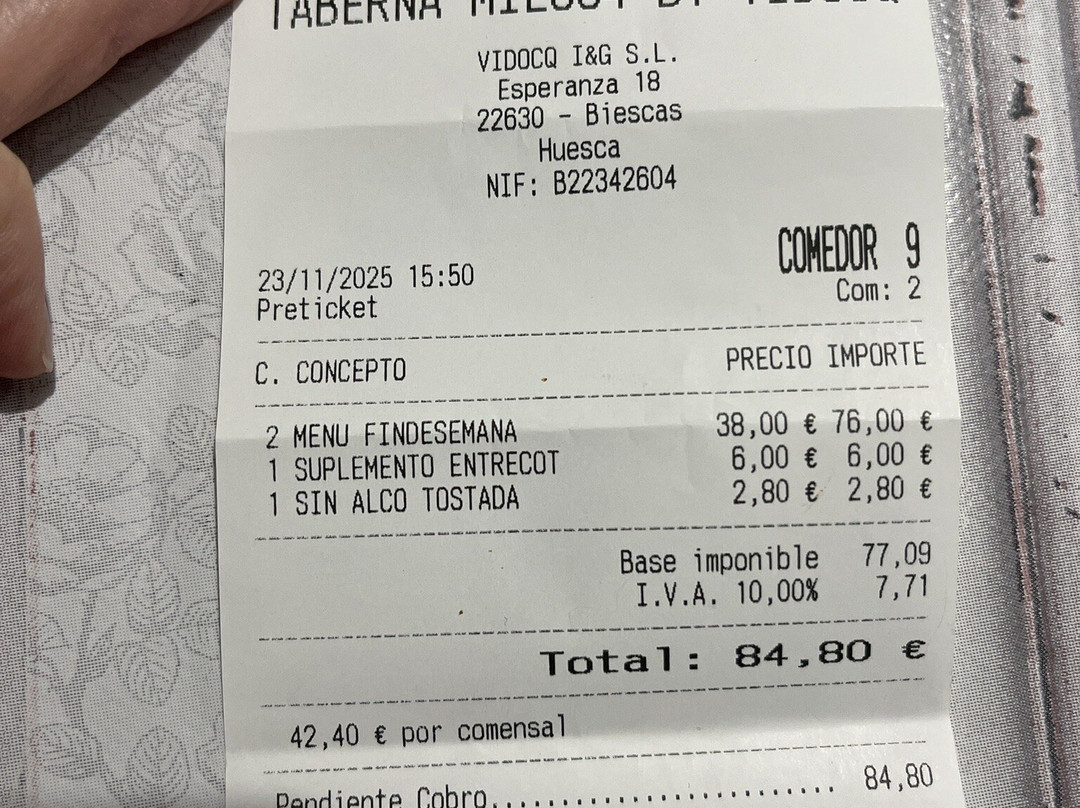 TABERNA
VIDOCQ I&G S.L.
Esperanza 18
22630 - Biescas
Huesca
NIF: B22342604
COMEDOR 9
23/11/2025 15:50
Com: 2
Preticket
C. CONCEPTO PRECIO IMPORTE
2 MENU FINDESEMANA 38,00 € 76,00 €
1 SUPLEMENTO ENTRECOT 6,00 € 6,00 €
1 SIN ALCO TOSTADA 2,80 € 2,80 €
Base imponible 77,09
I.V.A. 10,00% 7,71
Total: 84,80 €
42,40 € por comensal
Pendiente Cobro............................ 84,80